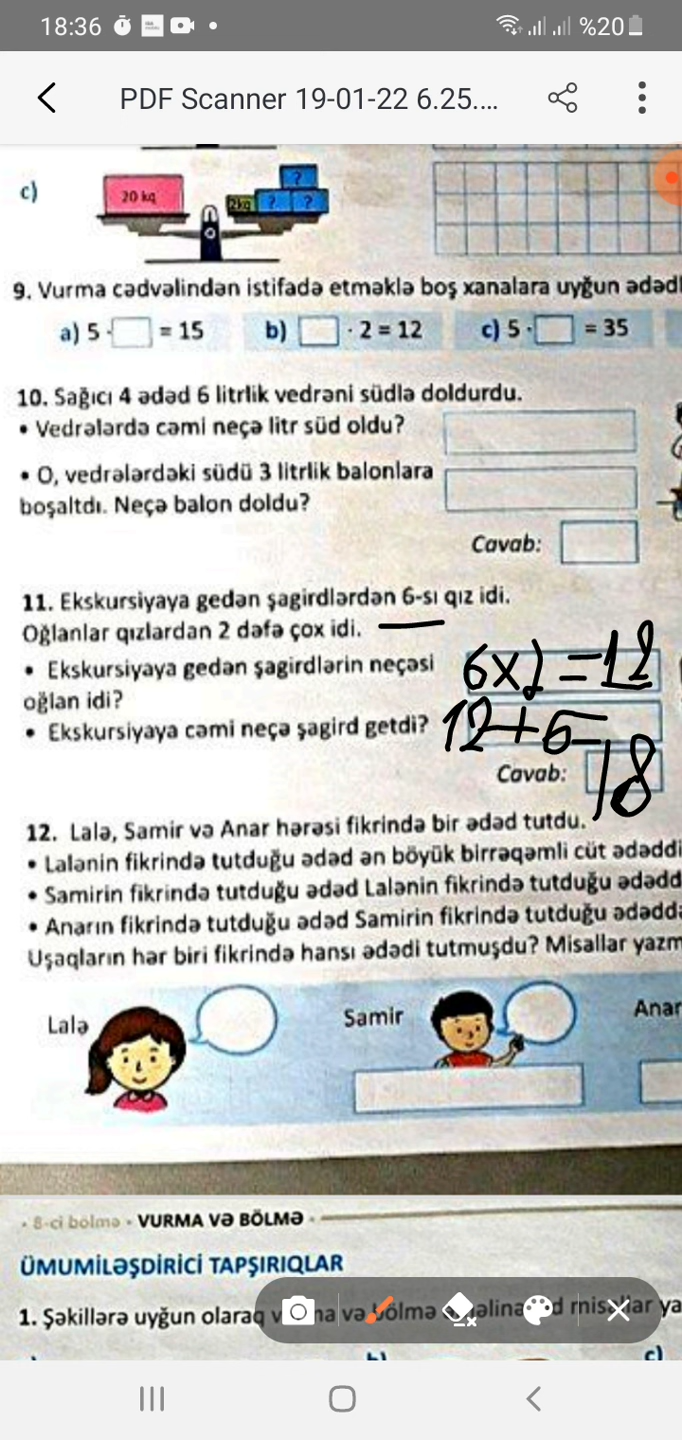 18:36
%20
PDF Scanner 19-01-22 6.25....
c)
20 kq
2kq ? ? ?
9. Vurma cədvəlindən istifadə etməklə boş xanalara uyğun ədədl
a) 5 · = 15 b) · 2 = 12 c) 5 · = 35
10. Sağıcı 4 ədəd 6 litrlik vedrəni südlə doldurdu.
• Vedrələrdə cəmi neçə litr süd oldu?
• O, vedrələrdəki südü 3 litrlik balonlara
boşaltdı. Neçə balon doldu?
Cavab:
11. Ekskursiyaya gedən şagirdlərdən 6-sı qız idi.
Oğlanlar qızlardan 2 dəfə çox idi.
• Ekskursiyaya gedən şagirdlərin neçəsi
oğlan idi?
6x2=12
• Ekskursiyaya cəmi neçə şagird getdi?
12+6=
Cavab: 18
12. Lalə, Samir və Anar hərəsi fikrində bir ədəd tutdu.
• Lalənin fikrində tutduğu ədəd ən böyük birrəqəmli cüt ədəddi
• Samirin fikrində tutduğu ədəd Lalənin fikrində tutduğu ədədd
• Anarın fikrində tutduğu ədəd Samirin fikrində tutduğu ədəddə
Uşaqların hər biri fikrində hansı ədədi tutmuşdu? Misallar yazm
Lalə Samir Anar
• 8-ci bölmə • VURMA VƏ BÖLMƏ •
ÜMUMİLƏŞDİRİCİ TAPŞIRIQLAR
1. Şəkillərə uyğun olaraq və bölmə misallar ya
b) c)